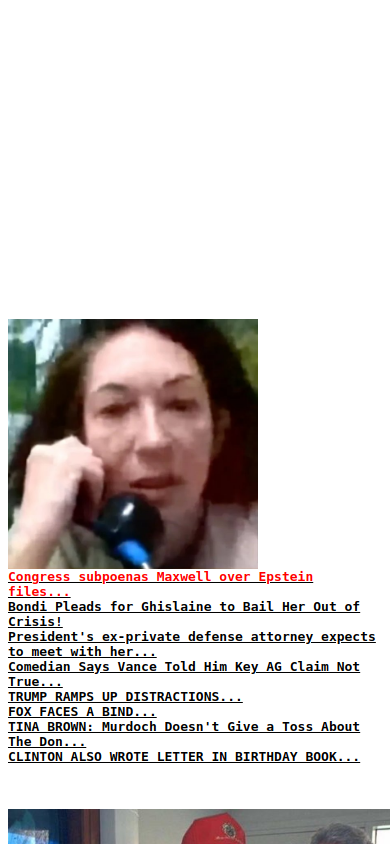 Congress subpoenas Maxwell over Epstein
files...
Bondi Pleads for Ghislaine to Bail Her Out of
Crisis!
President's ex-private defense attorney expects
to meet with her...
Comedian Says Vance Told Him Key AG Claim Not
True...
TRUMP RAMPS UP DISTRACTIONS...
FOX FACES A BIND...
TINA BROWN: Murdoch Doesn't Give a Toss About
The Don...
CLINTON ALSO WROTE LETTER IN BIRTHDAY BOOK...